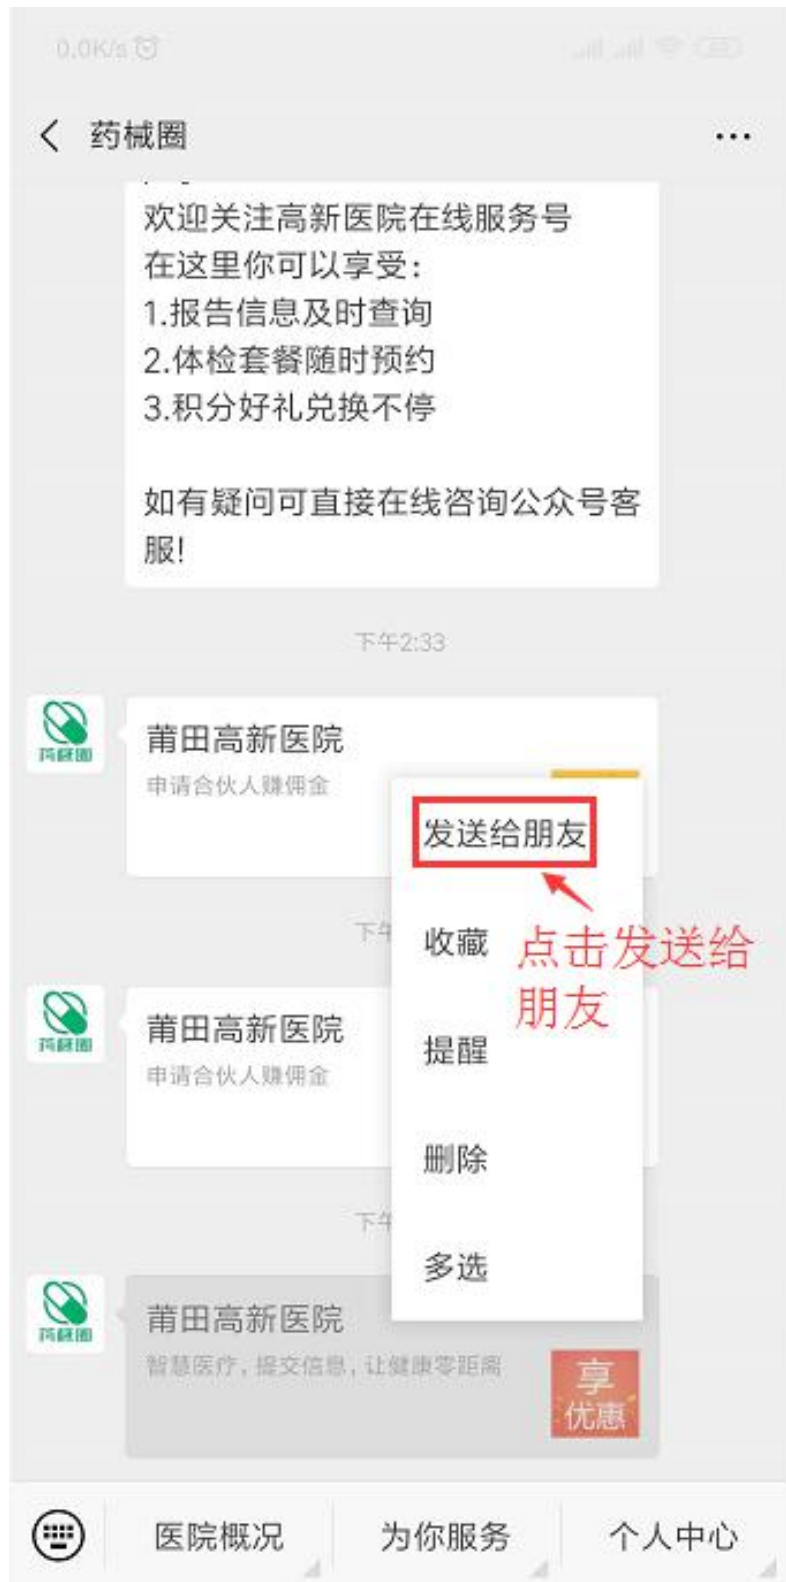 0.0K/s
药械圈
欢迎关注高新医院在线服务号
在这里你可以享受：
1.报告信息及时查询
2.体检套餐随时预约
3.积分好礼兑换不停
如有疑问可直接在线咨询公众号客
服！
下午2:33
药械圈
莆田高新医院
申请合伙人赚佣金
发送给朋友
下午
收藏
点击发送给
朋友
药械圈
莆田高新医院
申请合伙人赚佣金
提醒
删除
下午
多选
药械圈
莆田高新医院
智慧医疗，提交信息，让健康零距离
享
优惠
医院概况
为你服务
个人中心